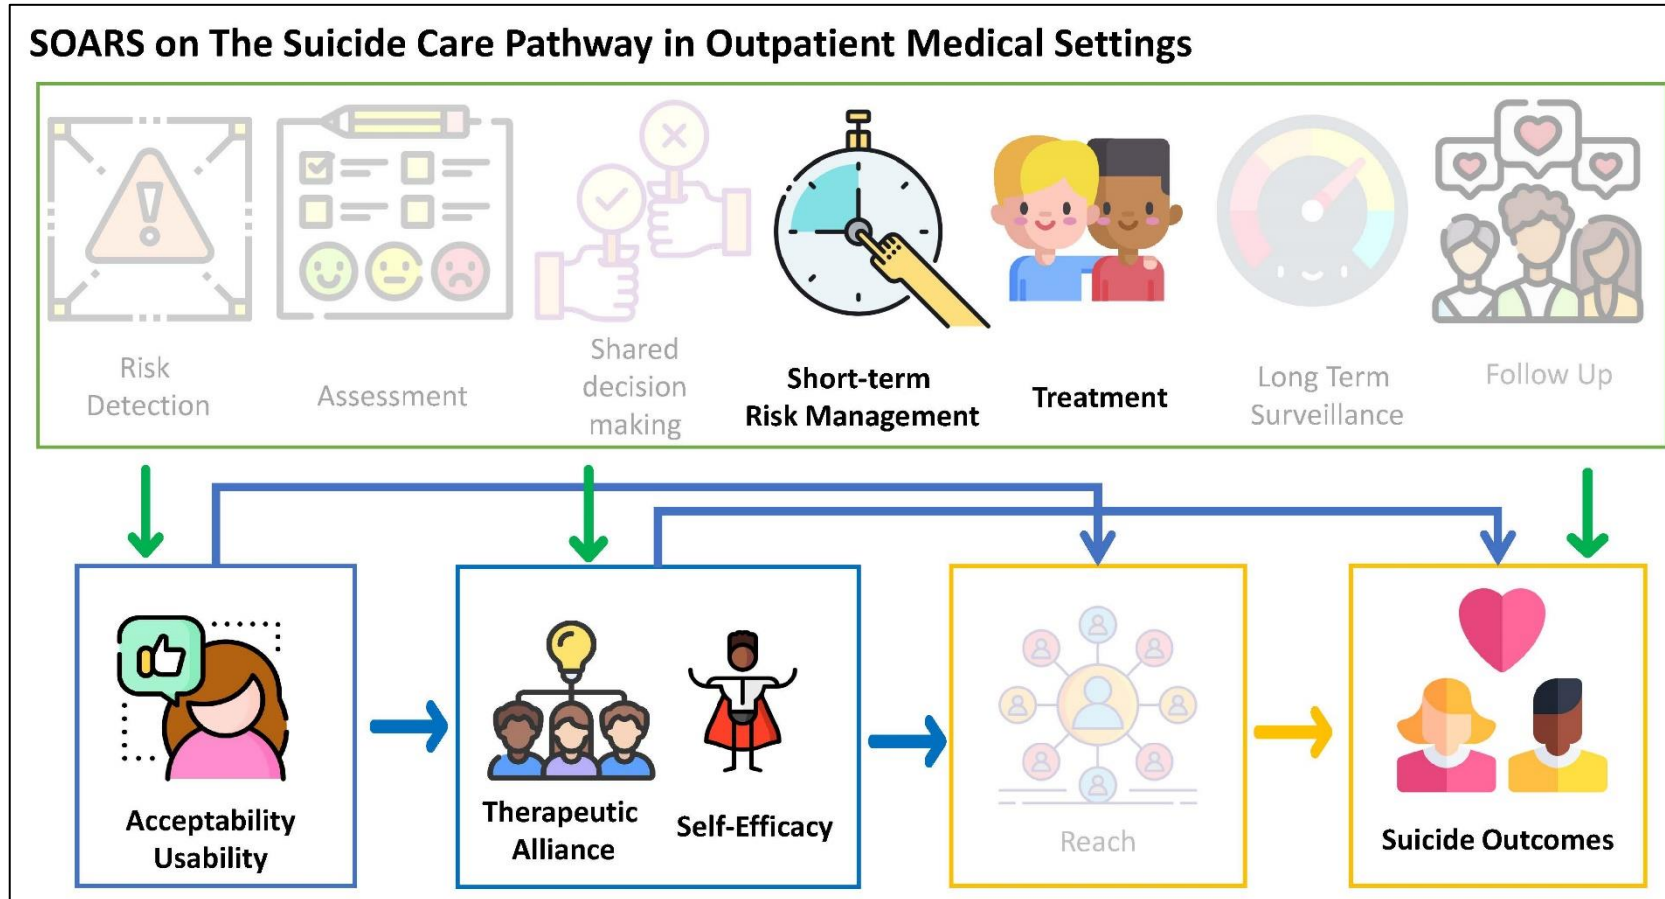 SOARS on The Suicide Care Pathway in Outpatient Medical Settings
Risk
Detection
Assessment
Shared
decision
making
Short-term
Risk Management
Treatment
Long Term
Surveillance
Follow Up
Acceptability
Usability
Therapeutic
Alliance
Self-Efficacy
Reach
Suicide Outcomes